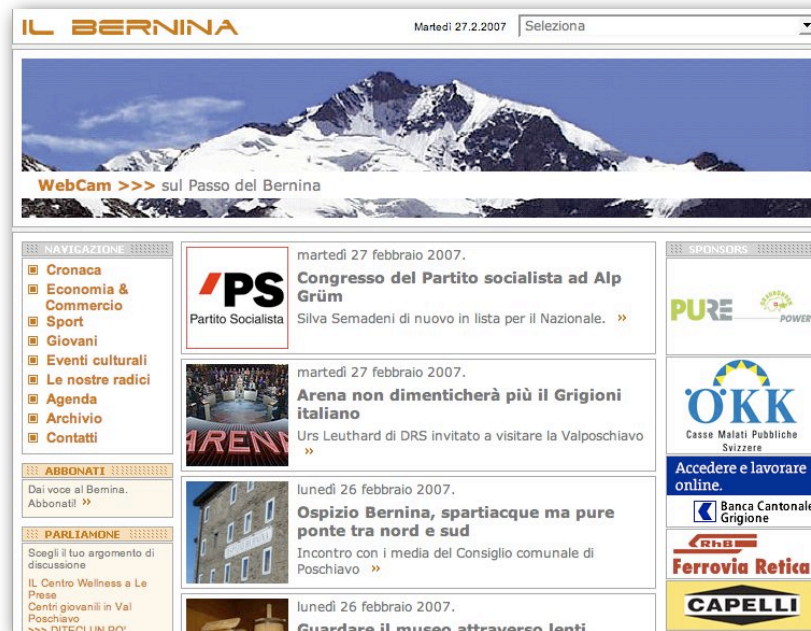 IL BERNINA
Martedì 27.2.2007
Seleziona
WebCam >>> sul Passo del Bernina
NAVIGAZIONE
Cronaca
Economia &
Commercio
Sport
Giovani
Eventi culturali
Le nostre radici
Agenda
Archivio
Contatti
ABBONATI
Dai voce al Bernina.
Abbonati! »
PARLIAMONE
Scegli il tuo argomento di
discussione
IL Centro Wellness a Le
Prese
Centri giovanili in Val
Poschiavo
>>> DITECI UN PO'
PS
Partito Socialista
martedì 27 febbraio 2007.
Congresso del Partito socialista ad Alp
Grüm
Silva Semadeni di nuovo in lista per il Nazionale. »
ARENA
martedì 27 febbraio 2007.
Arena non dimenticherà più il Grigioni
italiano
Urs Leuthard di DRS invitato a visitare la Valposchiavo
»
lunedì 26 febbraio 2007.
Ospizio Bernina, spartiacque ma pure
ponte tra nord e sud
Incontro con i media del Consiglio comunale di
Poschiavo »
lunedì 26 febbraio 2007.
Guardare il museo attraverso lenti
SPONSORS
PURE
POWER
ÖKK
Casse Malati Pubbliche
Svizzere
Accedere e lavorare
online.
Banca Cantonale
Grigione
RhB
Ferrovia Retica
CAPELLI